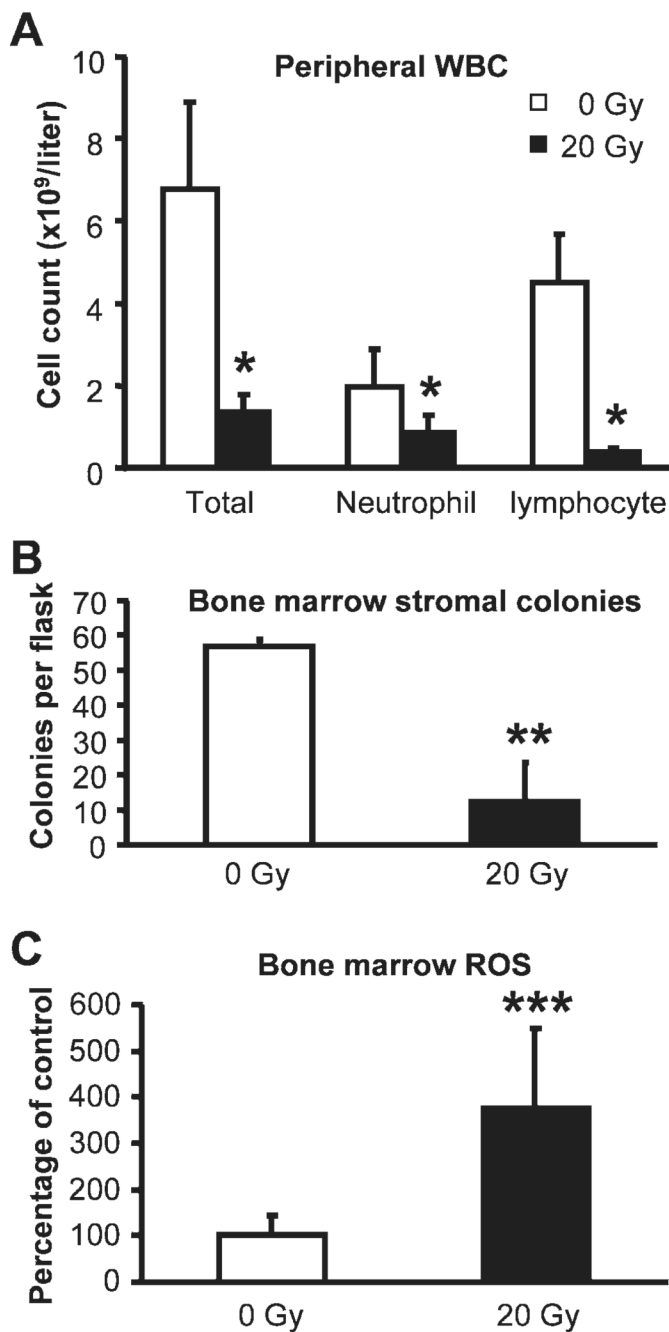 A
Peripheral WBC
0 Gy
20 Gy
Cell count (x10⁹/liter)
10
8
6
4
2
0
*
*
*
Total
Neutrophil
lymphocyte
B
Bone marrow stromal colonies
Colonies per flask
70
60
50
40
30
20
10
0
**
0 Gy
20 Gy
C
Bone marrow ROS
Percentage of control
600
500
400
300
200
100
0
***
0 Gy
20 Gy